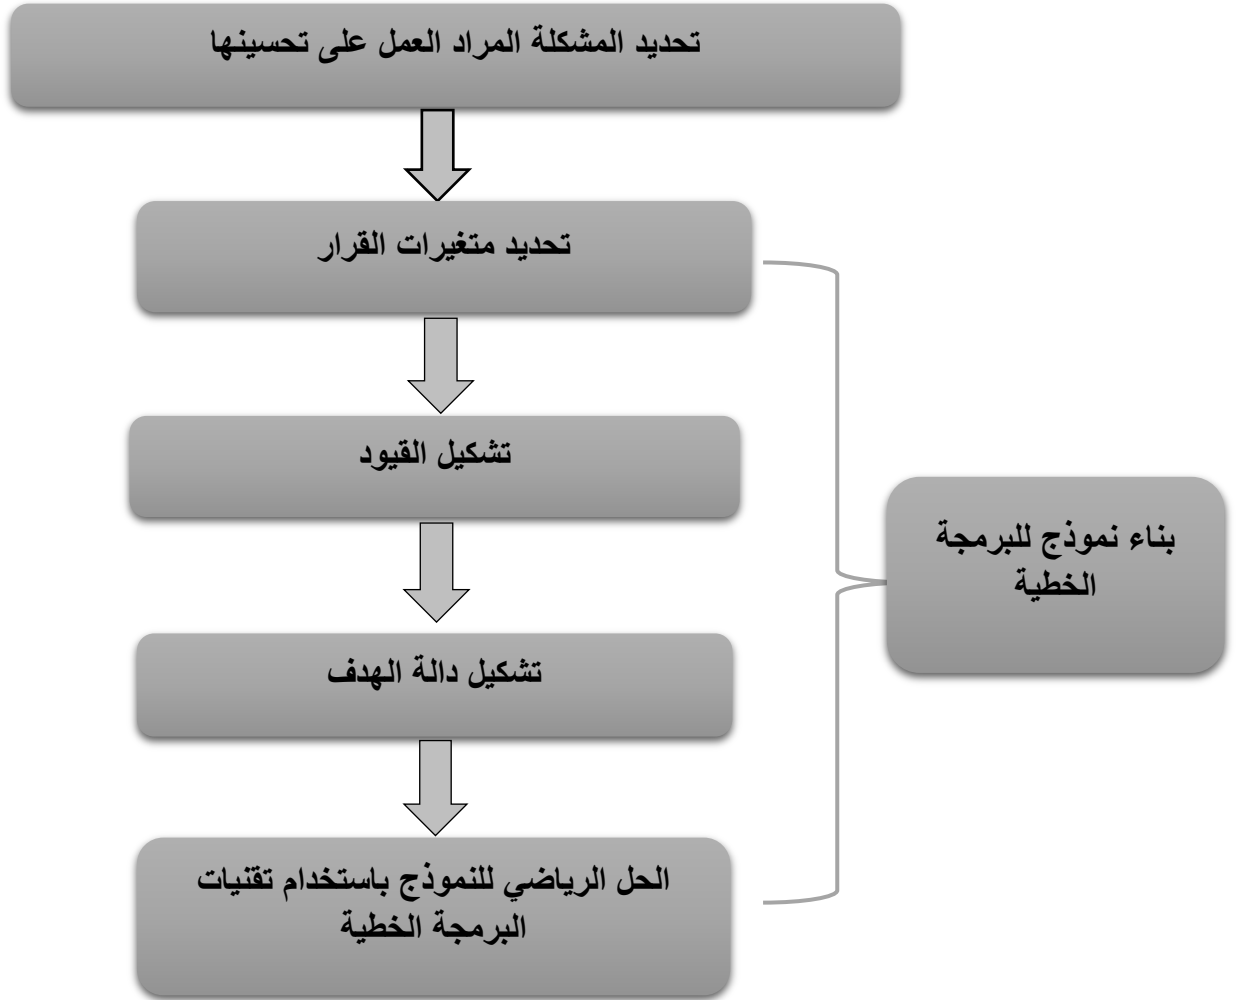 تحديد المشكلة المراد العمل على تحسينها
تحديد متغيرات القرار
تشكيل القيود
بناء نموذج للبرمجة
الخطية
تشكيل دالة الهدف
الحل الرياضي للنموذج باستخدام تقنيات
البرمجة الخطية